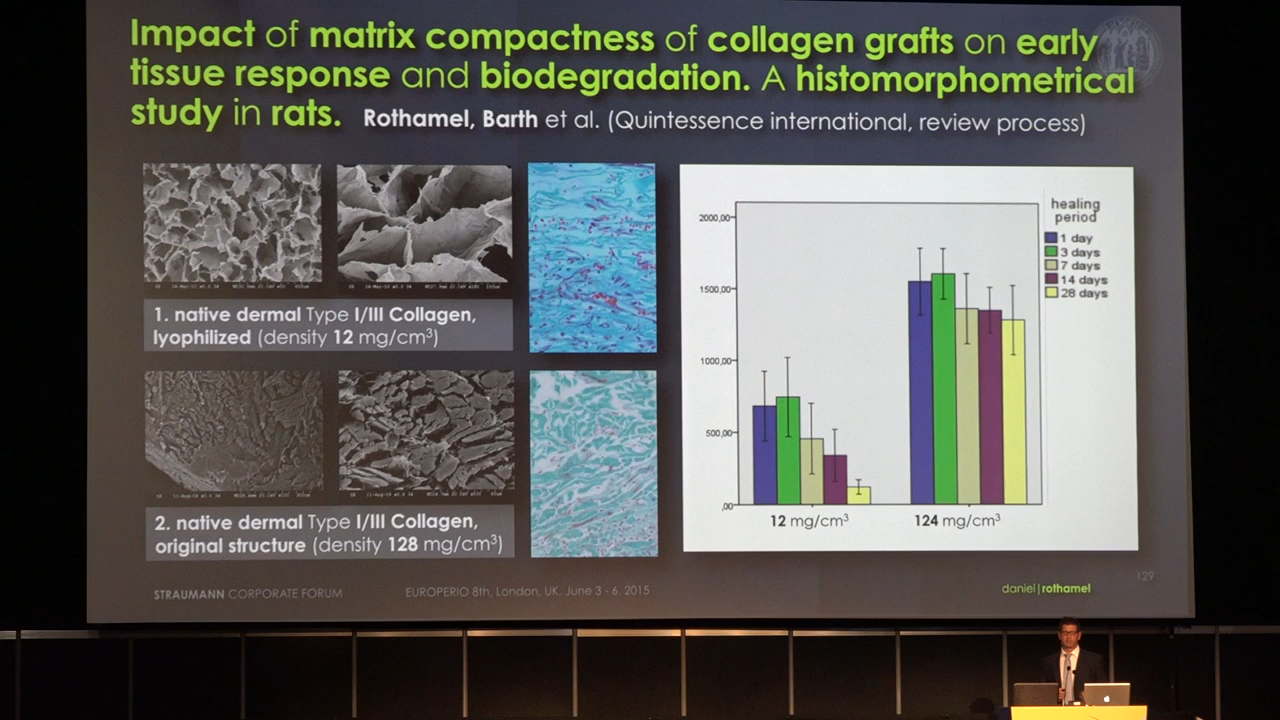 Impact of matrix compactness of collagen grafts on early
tissue response and biodegradation. A histomorphometrical
study in rats. Rothamel, Barth et al. (Quintessence international, review process)
1. native dermal Type I/III Collagen,
lyophilized (density 12 mg/cm³)
2. native dermal Type I/III Collagen,
original structure (density 128 mg/cm³)
2000,00
1500,00
1000,00
500,00
,00
12 mg/cm³
124 mg/cm³
healing
period
1 day
3 days
7 days
14 days
28 days
129
STRAUMANN CORPORATE FORUM
EUROPERIO 8th, London, UK. June 3 - 6, 2015
daniel|rothamel